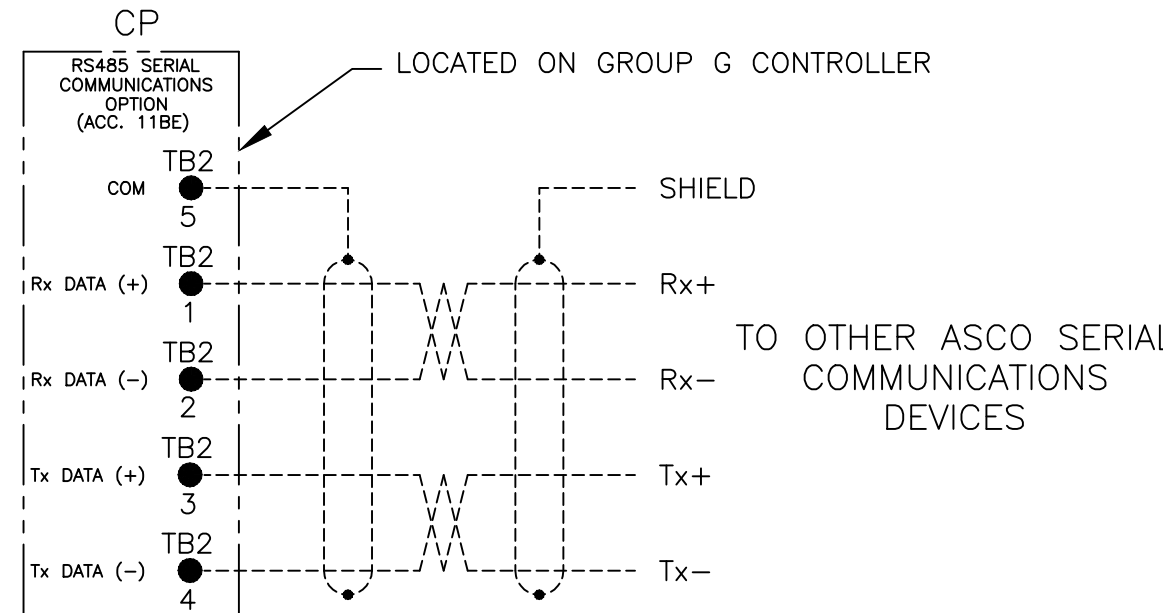 CP
RS485 SERIAL
COMMUNICATIONS
OPTION
(ACC. 11BE)
LOCATED ON GROUP G CONTROLLER
TB2
COM
5
SHIELD
TB2
Rx DATA (+)
1
Rx+
TB2
Rx DATA (-)
2
Rx-
TO OTHER ASCO SERIAL
COMMUNICATIONS
DEVICES
TB2
Tx DATA (+)
3
Tx+
TB2
Tx DATA (-)
4
Tx-